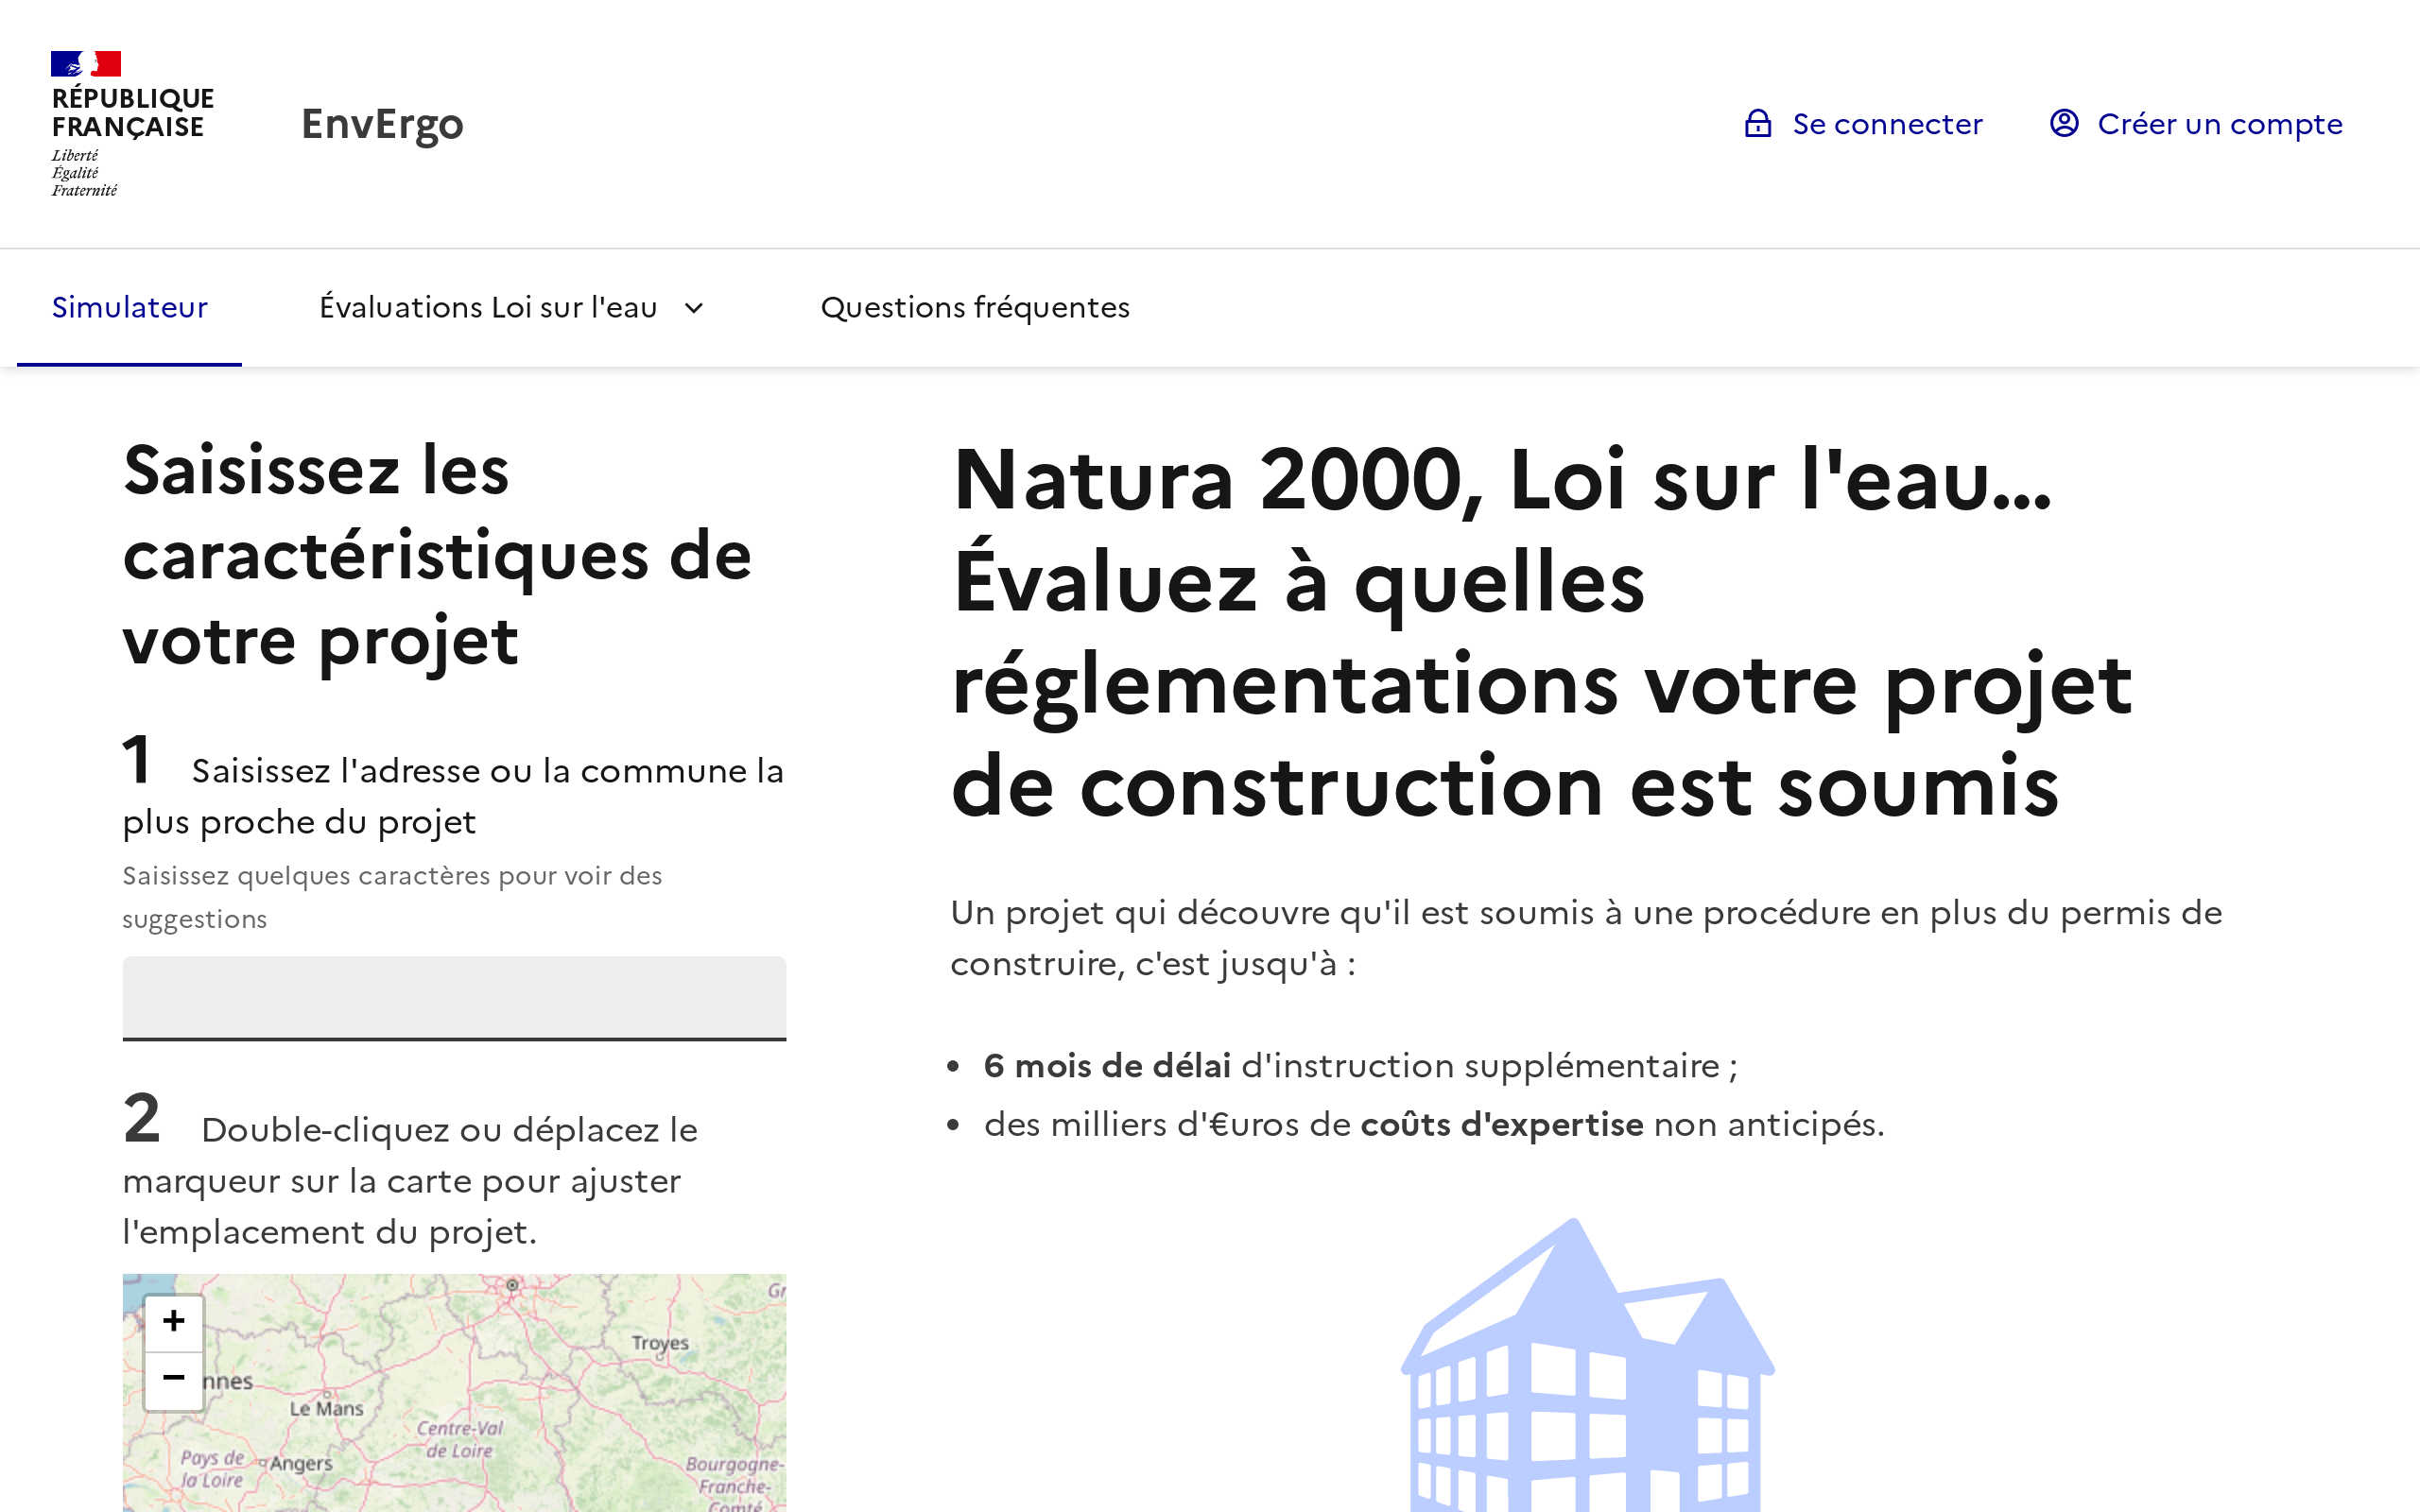 RÉPUBLIQUE
FRANÇAISE
Liberté
Égalité
Fraternité
EnvErgo
Se connecter
Créer un compte
Simulateur
Évaluations Loi sur l'eau
Questions fréquentes
Saisissez les
caractéristiques de
votre projet
1 Saisissez l'adresse ou la commune la
plus proche du projet
Saisissez quelques caractères pour voir des
suggestions
2 Double-cliquez ou déplacez le
marqueur sur la carte pour ajuster
l'emplacement du projet.
+
−
Gr
Troyes
nnes
Le Mans
Centre-Val
de Loire
Pays de
la Loire
Angers
Bourgogne-
Franche-
Comté
Natura 2000, Loi sur l'eau…
Évaluez à quelles
réglementations votre projet
de construction est soumis
Un projet qui découvre qu'il est soumis à une procédure en plus du permis de
construire, c'est jusqu'à :
• 6 mois de délai d'instruction supplémentaire ;
• des milliers d'€uros de coûts d'expertise non anticipés.